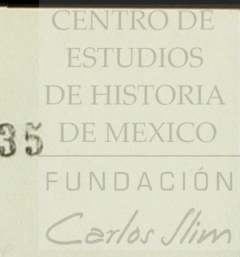 CENTRO DE
ESTUDIOS
DE HISTORIA
35 DE MEXICO
FUNDACIÓN
Carlos Slim